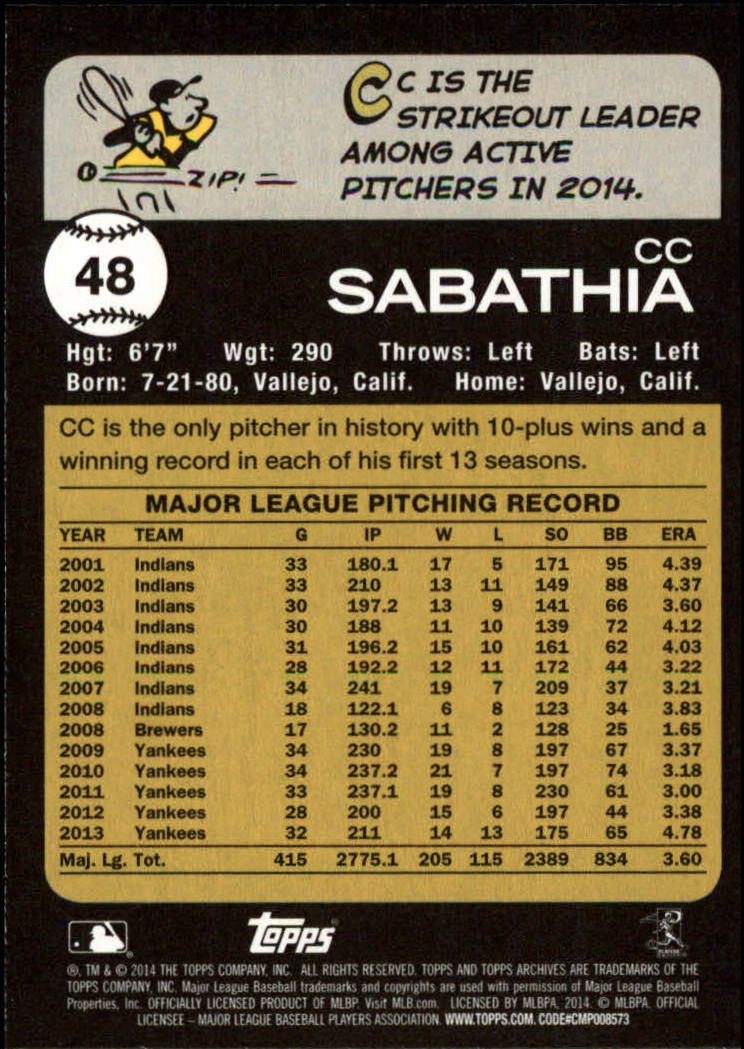 CC IS THE
STRIKEOUT LEADER
AMONG ACTIVE
PITCHERS IN 2014.
ZIP!
48
CC
SABATHIA
Hgt: 6'7" Wgt: 290 Throws: Left Bats: Left
Born: 7-21-80, Vallejo, Calif. Home: Vallejo, Calif.
CC is the only pitcher in history with 10-plus wins and a
winning record in each of his first 13 seasons.
MAJOR LEAGUE PITCHING RECORD
YEAR TEAM G IP W L SO BB ERA
2001 Indians 33 180.1 17 5 171 95 4.39
2002 Indians 33 210 13 11 149 88 4.37
2003 Indians 30 197.2 13 9 141 66 3.60
2004 Indians 30 188 11 10 139 72 4.12
2005 Indians 31 196.2 15 10 161 62 4.03
2006 Indians 28 192.2 12 11 172 44 3.22
2007 Indians 34 241 19 7 209 37 3.21
2008 Indians 18 122.1 6 8 123 34 3.83
2008 Brewers 17 130.2 11 2 128 25 1.65
2009 Yankees 34 230 19 8 197 67 3.37
2010 Yankees 34 237.2 21 7 197 74 3.18
2011 Yankees 33 237.1 19 8 230 61 3.00
2012 Yankees 28 200 15 6 197 44 3.38
2013 Yankees 32 211 14 13 175 65 4.78
Maj. Lg. Tot. 415 2775.1 205 115 2389 834 3.60
Topps
®, TM & © 2014 THE TOPPS COMPANY, INC. ALL RIGHTS RESERVED. TOPPS AND TOPPS ARCHIVES ARE TRADEMARKS OF THE
TOPPS COMPANY, INC. Major League Baseball trademarks and copyrights are used with permission of Major League Baseball
Properties, Inc. OFFICIALLY LICENSED PRODUCT OF MLBP. Visit MLB.com. LICENSED BY MLBPA, 2014. © MLBPA. OFFICIAL
LICENSEE – MAJOR LEAGUE BASEBALL PLAYERS ASSOCIATION. WWW.TOPPS.COM. CODE#CMP008573